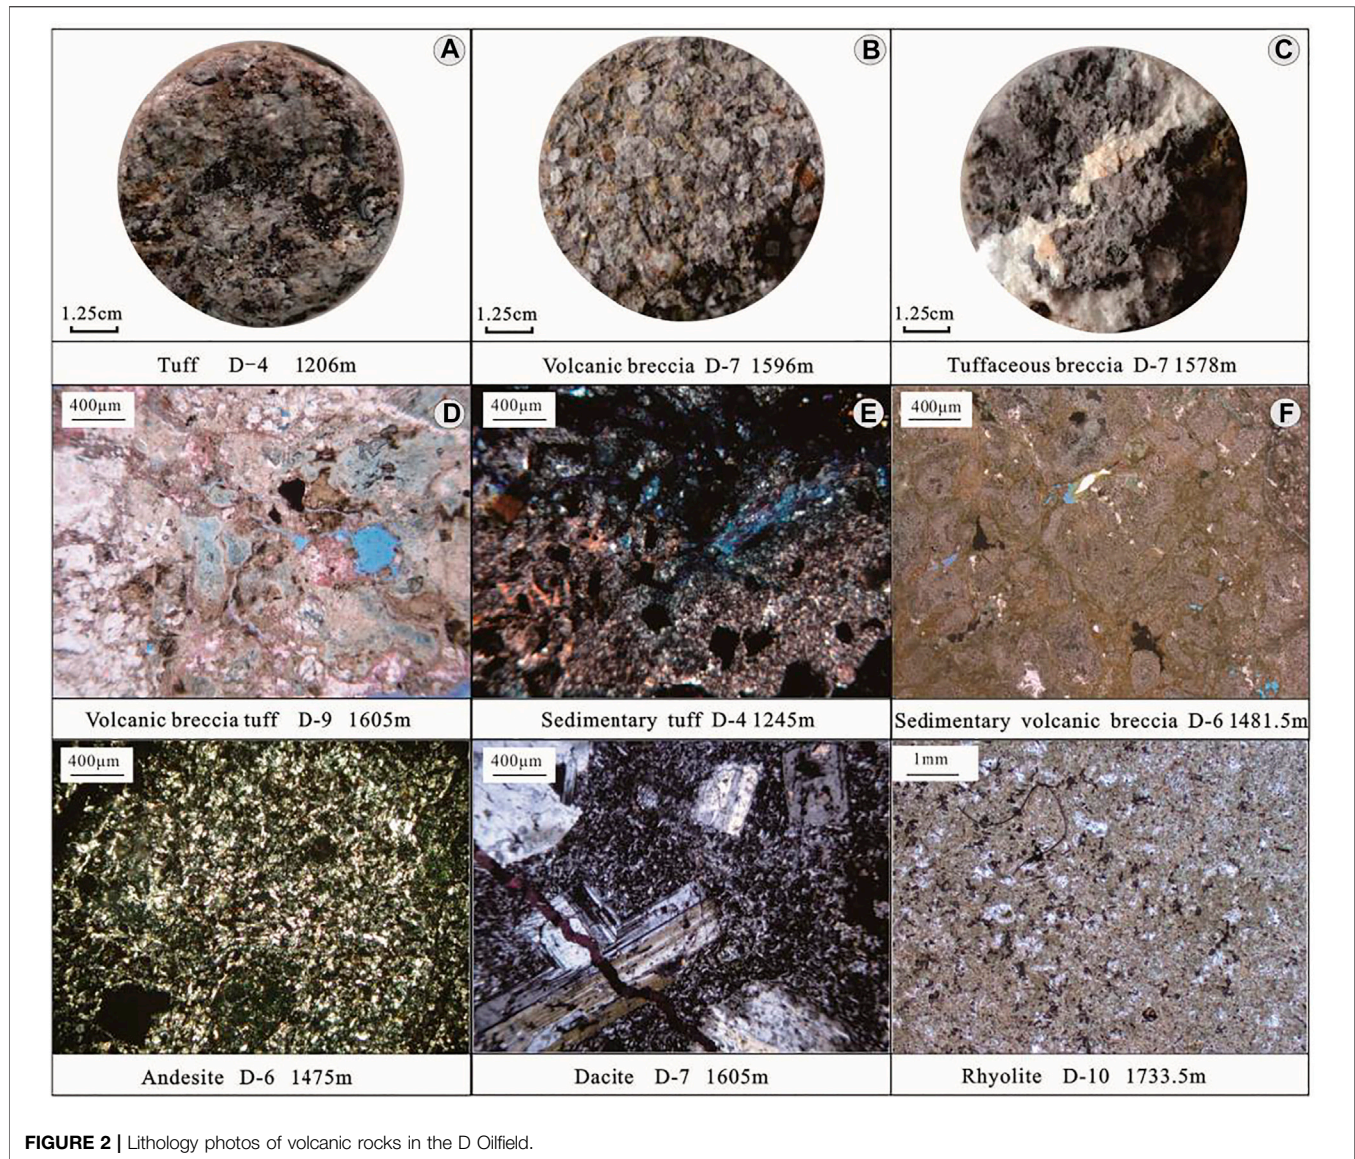 A
B
C
1.25cm
1.25cm
1.25cm
Tuff D-4 1206m
Volcanic breccia D-7 1596m
Tuffaceous breccia D-7 1578m
400μm
D
400μm
E
400μm
F
Volcanic breccia tuff D-9 1605m
Sedimentary tuff D-4 1245m
Sedimentary volcanic breccia D-6 1481.5m
400μm
400μm
1mm
Andesite D-6 1475m
Dacite D-7 1605m
Rhyolite D-10 1733.5m
FIGURE 2 | Lithology photos of volcanic rocks in the D Oilfield.